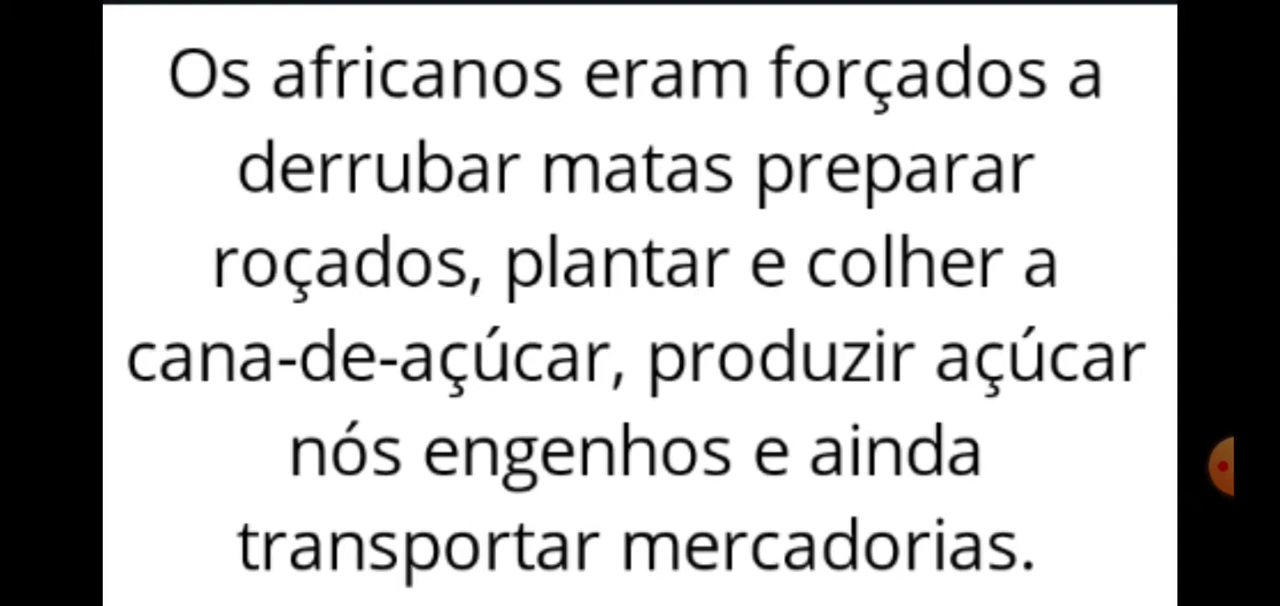 Os africanos eram forçados a
derrubar matas preparar
roçados, plantar e colher a
cana-de-açúcar, produzir açúcar
nós engenhos e ainda
transportar mercadorias.